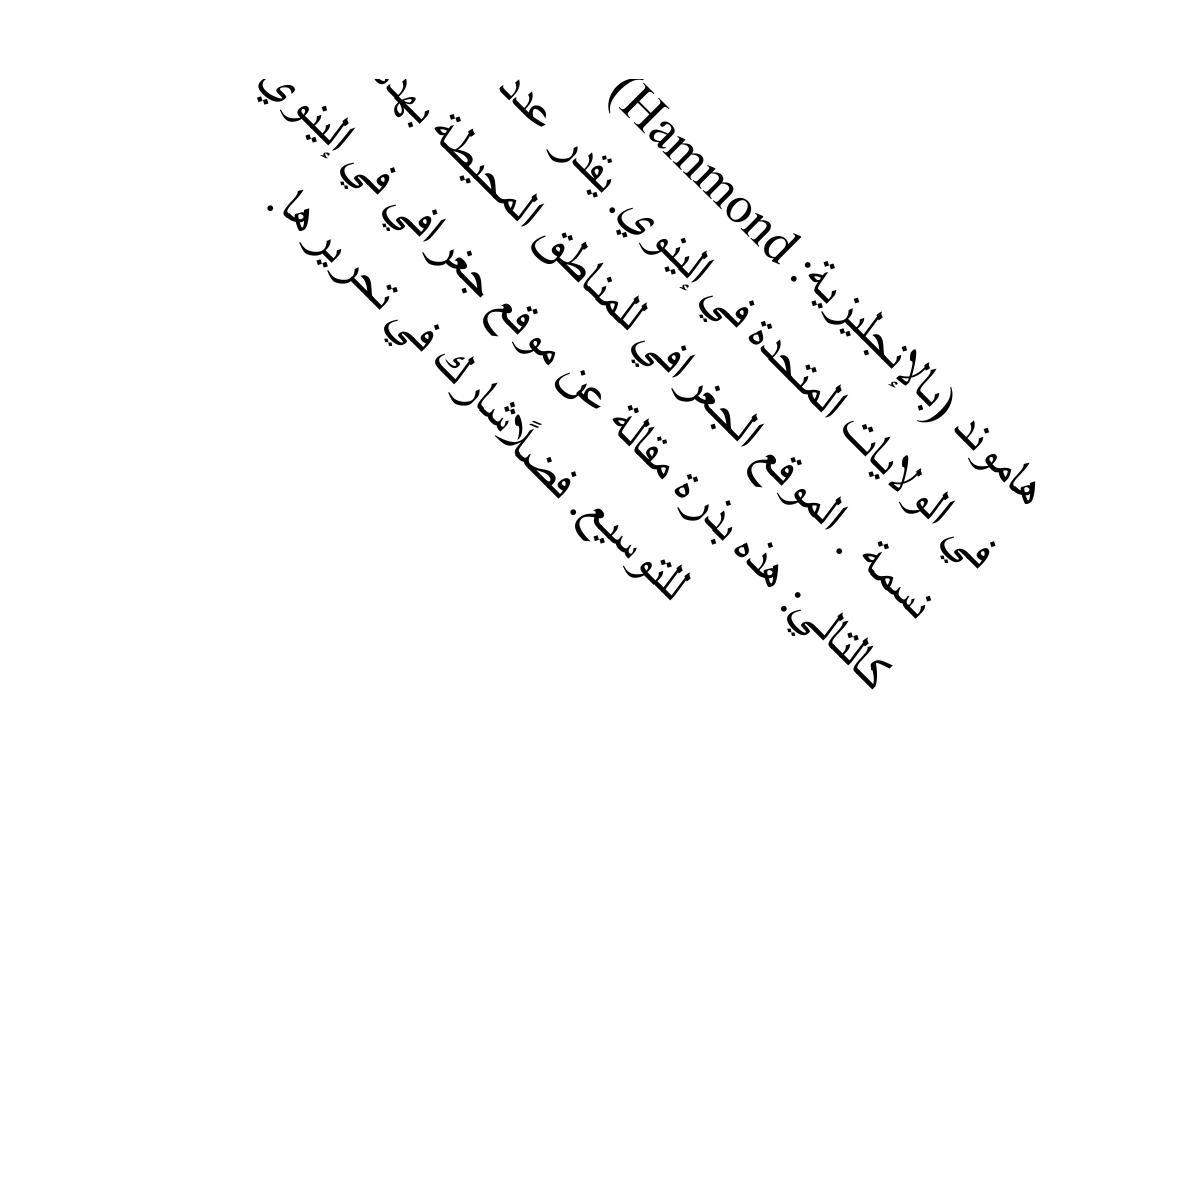 هاموند (بالإنجليزية: Hammond)
في الولايات المتحدة في إلينوي. يقدر عدد
نسمة . الموقع الجغرافي للمناطق المحيطة
كالتالي: هذه بذرة مقالة عن موقع جغرافي في إلينوي
للتوسيع. فضلًاشارك في تحريرها.